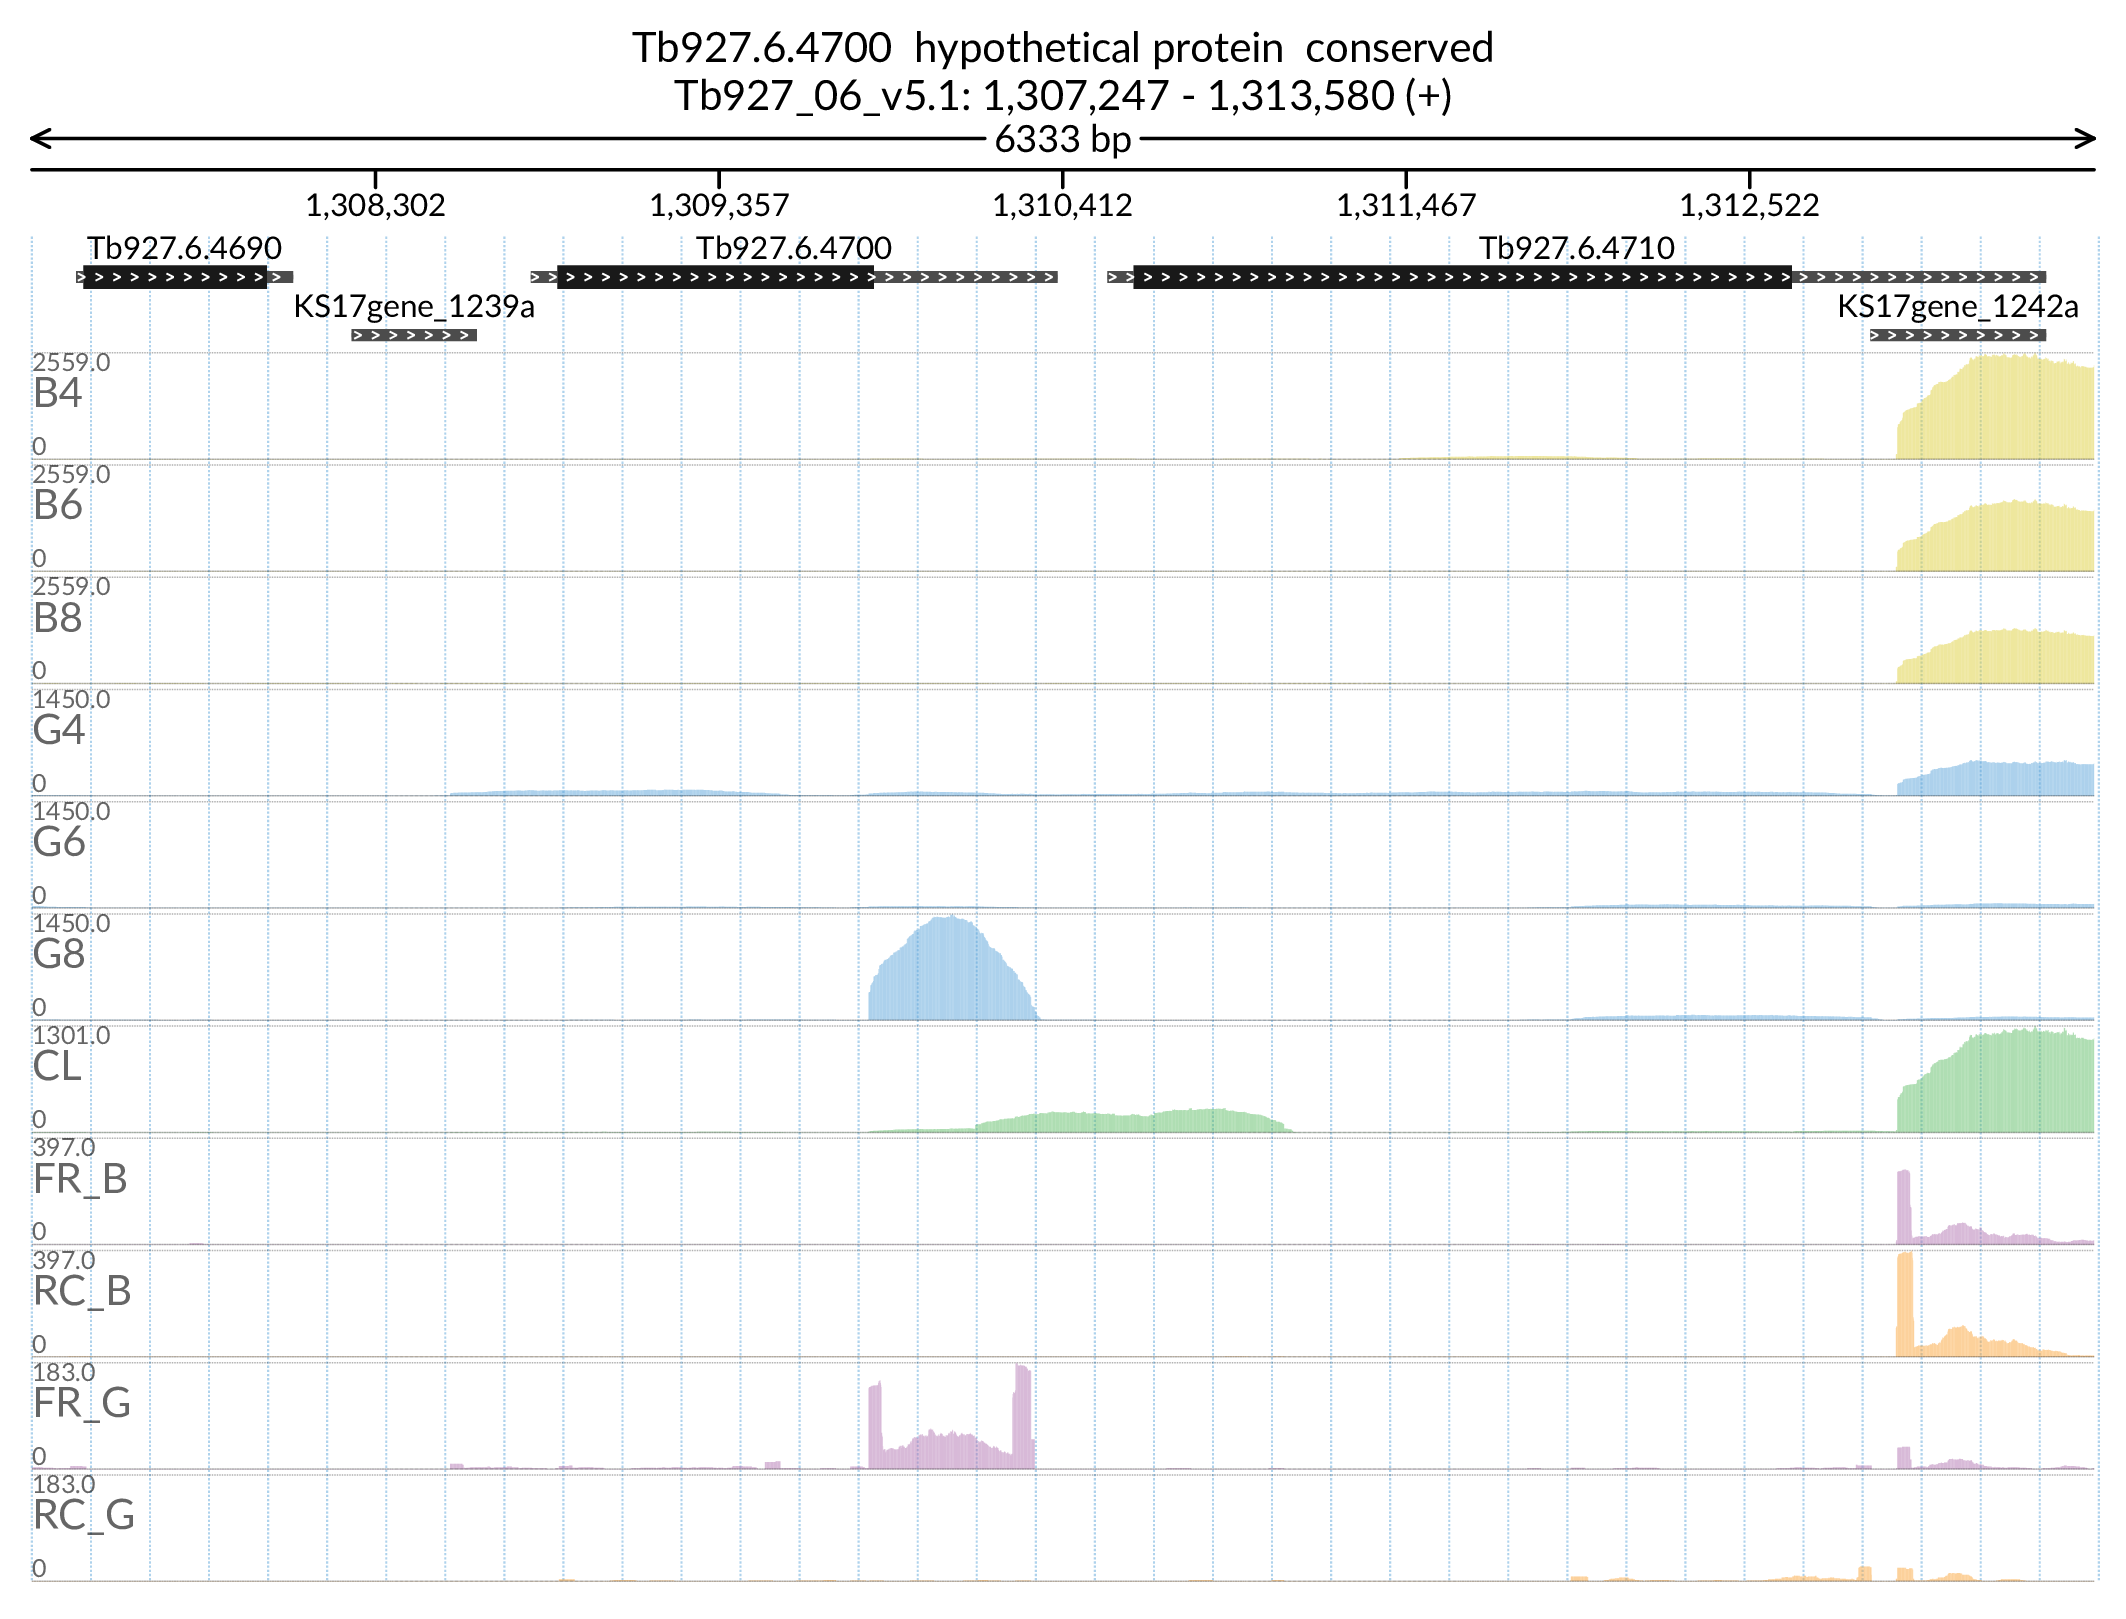 Tb927.6.4700  hypothetical protein  conserved
Tb927_06_v5.1: 1,307,247 - 1,313,580 (+)
6333 bp
1,308,302 1,309,357 1,310,412 1,311,467 1,312,522
Tb927.6.4690 Tb927.6.4700 Tb927.6.4710
KS17gene_1239a KS17gene_1242a
2559.0
B4
0
2559.0
B6
0
2559.0
B8
0
1450.0
G4
0
1450.0
G6
0
1450.0
G8
0
1301.0
CL
0
397.0
FR_B
0
397.0
RC_B
0
183.0
FR_G
0
183.0
RC_G
0